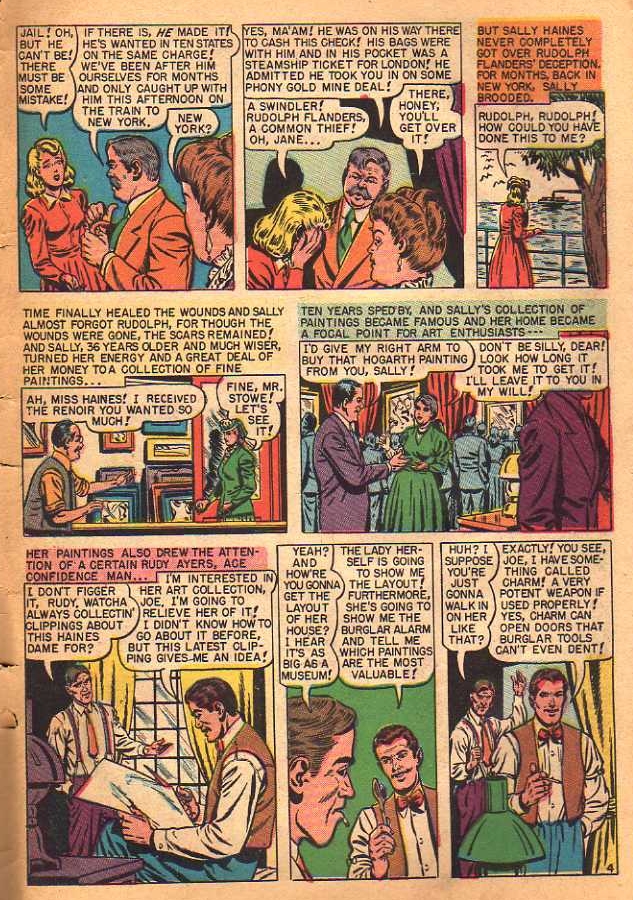 JAIL! OH,
BUT HE
CAN'T BE!
THERE
MUST BE
SOME
MISTAKE!
IF THERE IS, HE MADE IT!
HE'S WANTED IN TEN STATES
ON THE SAME CHARGE!
WE'VE BEEN AFTER HIM
OURSELVES FOR MONTHS
AND ONLY CAUGHT UP WITH
HIM THIS AFTERNOON ON
THE TRAIN TO
NEW YORK.
NEW
YORK?
YES, MA'AM! HE WAS ON HIS WAY THERE
TO CASH THIS CHECK! HIS BAGS WERE
WITH HIM AND IN HIS POCKET WAS A
STEAMSHIP TICKET FOR LONDON! HE
ADMITTED HE TOOK YOU IN ON SOME
PHONY GOLD MINE DEAL!
A SWINDLER!
RUDOLPH FLANDERS,
A COMMON THIEF!
OH, JANE...
THERE,
HONEY,
YOU'LL
GET OVER
IT!
BUT SALLY HAINES
NEVER COMPLETELY
GOT OVER RUDOLPH
FLANDERS' DECEPTION.
FOR MONTHS, BACK IN
NEW YORK, SALLY
BROODED.
RUDOLPH, RUDOLPH!
HOW COULD YOU HAVE
DONE THIS TO ME?
TIME FINALLY HEALED THE WOUNDS AND SALLY
ALMOST FORGOT RUDOLPH, FOR THOUGH THE
WOUNDS WERE GONE, THE SCARS REMAINED!
AND SALLY, 36 YEARS OLDER AND MUCH WISER,
TURNED HER ENERGY AND A GREAT DEAL OF
HER MONEY TO A COLLECTION OF FINE
PAINTINGS...
AH, MISS HAINES! I RECEIVED
THE RENOIR YOU WANTED SO
MUCH!
FINE, MR.
STOWE!
LET'S
SEE
IT!
TEN YEARS SPED BY, AND SALLY'S COLLECTION OF
PAINTINGS BECAME FAMOUS AND HER HOME BECAME
A FOCAL POINT FOR ART ENTHUSIASTS---
I'D GIVE MY RIGHT ARM TO
BUY THAT HOGARTH PAINTING
FROM YOU, SALLY!
DON'T BE SILLY, DEAR!
LOOK HOW LONG IT
TOOK ME TO GET IT!
I'LL LEAVE IT TO YOU IN
MY WILL!
HER PAINTINGS ALSO DREW THE ATTEN-
TION OF A CERTAIN RUDY AYERS, ACE
CONFIDENCE MAN...
I DON'T FIGGER
IT, RUDY, WATCHA
ALWAYS COLLECTIN'
CLIPPINGS ABOUT
THIS HAINES
DAME FOR?
I'M INTERESTED IN
HER ART COLLECTION,
JOE, I'M GOING TO
RELIEVE HER OF IT!
I DIDN'T KNOW HOW TO
GO ABOUT IT BEFORE,
BUT THIS LATEST CLIP-
PING GIVES ME AN IDEA!
YEAH?
AND
HOW'RE
YOU GONNA
GET THE
LAYOUT
OF HER
HOUSE?
I HEAR
IT'S AS
BIG AS A
MUSEUM!
THE LADY HER-
SELF IS GOING
TO SHOW ME
THE LAYOUT!
FURTHERMORE,
SHE'S GOING TO
SHOW ME THE
BURGLAR ALARM
AND TELL ME
WHICH PAINTINGS
ARE THE MOST
VALUABLE!
HUH? I
SUPPOSE
YOU'RE
JUST
GONNA
WALK IN
ON HER
LIKE
THAT?
EXACTLY! YOU SEE,
JOE, I HAVE SOME-
THING CALLED
CHARM! A VERY
POTENT WEAPON IF
USED PROPERLY!
YES, CHARM CAN
OPEN DOORS THAT
BURGLAR TOOLS
CAN'T EVEN DENT!
4